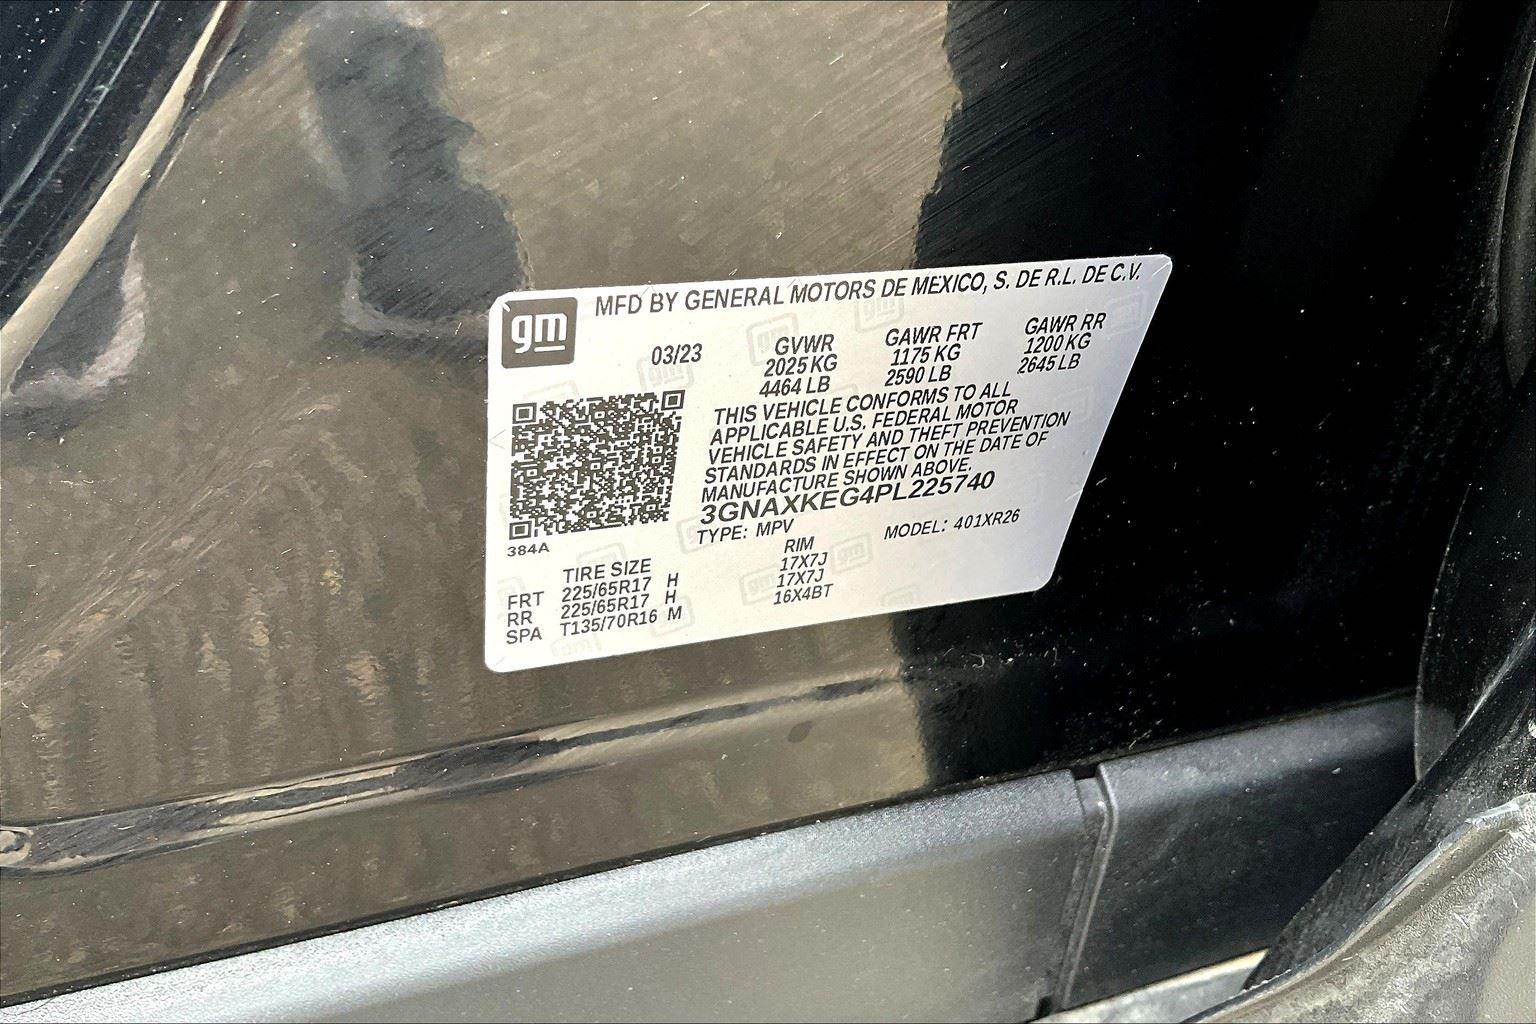 gm
MFD BY GENERAL MOTORS DE MEXICO, S. DE R.L. DE C.V.
03/23
GVWR
2025 KG
4464 LB
GAWR FRT
1175 KG
2590 LB
GAWR RR
1200 KG
2645 LB
THIS VEHICLE CONFORMS TO ALL
APPLICABLE U.S. FEDERAL MOTOR
VEHICLE SAFETY AND THEFT PREVENTION
STANDARDS IN EFFECT ON THE DATE OF
MANUFACTURE SHOWN ABOVE.
3GNAXKEG4PL225740
TYPE: MPV
MODEL: 401XR26
384A
TIRE SIZE
RIM
FRT 225/65R17 H 17X7J
RR 225/65R17 H 17X7J
SPA T135/70R16 M 16X4BT